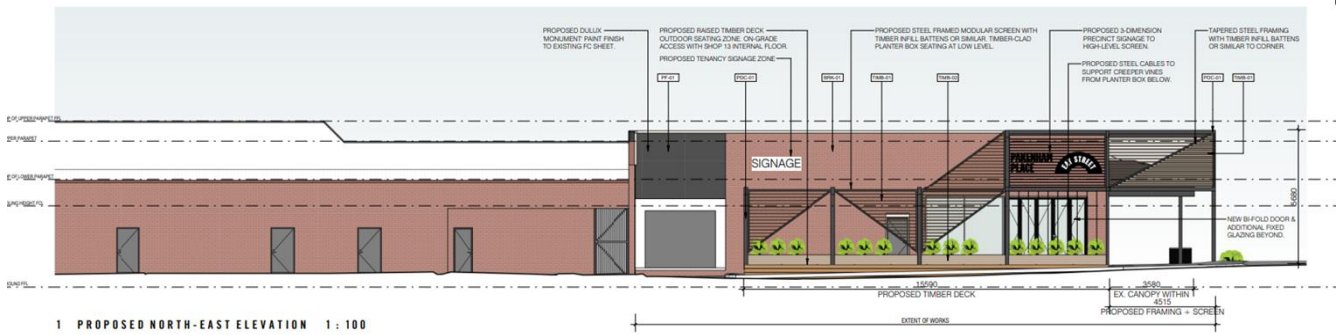 PROPOSED DULUX
MONUMENT PAINT FINISH
TO EXISTING FC SHEET.
PROPOSED RAISED TIMBER DECK
OUTDOOR SEATING ZONE. ON-GRADE
ACCESS WITH SHOP 13 INTERNAL FLOOR.
PROPOSED TENANCY SIGNAGE ZONE
PROPOSED STEEL FRAMED MODULAR SCREEN WITH
TIMBER INFILL BATTENS OR SIMILAR. TIMBER-CLAD
PLANTER BOX SEATING AT LOW LEVEL.
PROPOSED 3-DIMENSION
PRECINCT SIGNAGE TO
HIGH-LEVEL SCREEN.
PROPOSED STEEL CABLES TO
SUPPORT CREEPER VINES
FROM PLANTER BOX BELOW.
TAPERED STEEL FRAMING
WITH TIMBER INFILL BATTENS
OR SIMILAR TO CORNER.
PF-01
PDC-01
BRK-01
TIMB-01
TIMB-02
PDC-01
TIMB-01
SIGNAGE
PAKENHAM
PLACE
EAT STREET
NEW BI-FOLD DOOR &
ADDITIONAL FIXED
GLAZING BEYOND.
15590
PROPOSED TIMBER DECK
3580
EX. CANOPY WITHIN
4515
PROPOSED FRAMING + SCREEN
EXTENT OF WORKS
1 PROPOSED NORTH-EAST ELEVATION 1 : 100